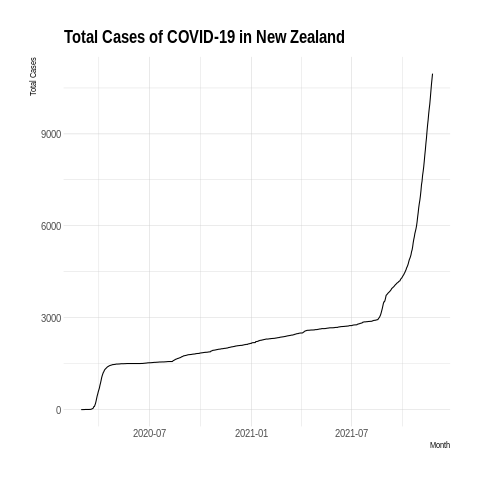 Total Cases of COVID-19 in New Zealand
Total Cases
9000
6000
3000
0
2020-07
2021-01
2021-07
Month